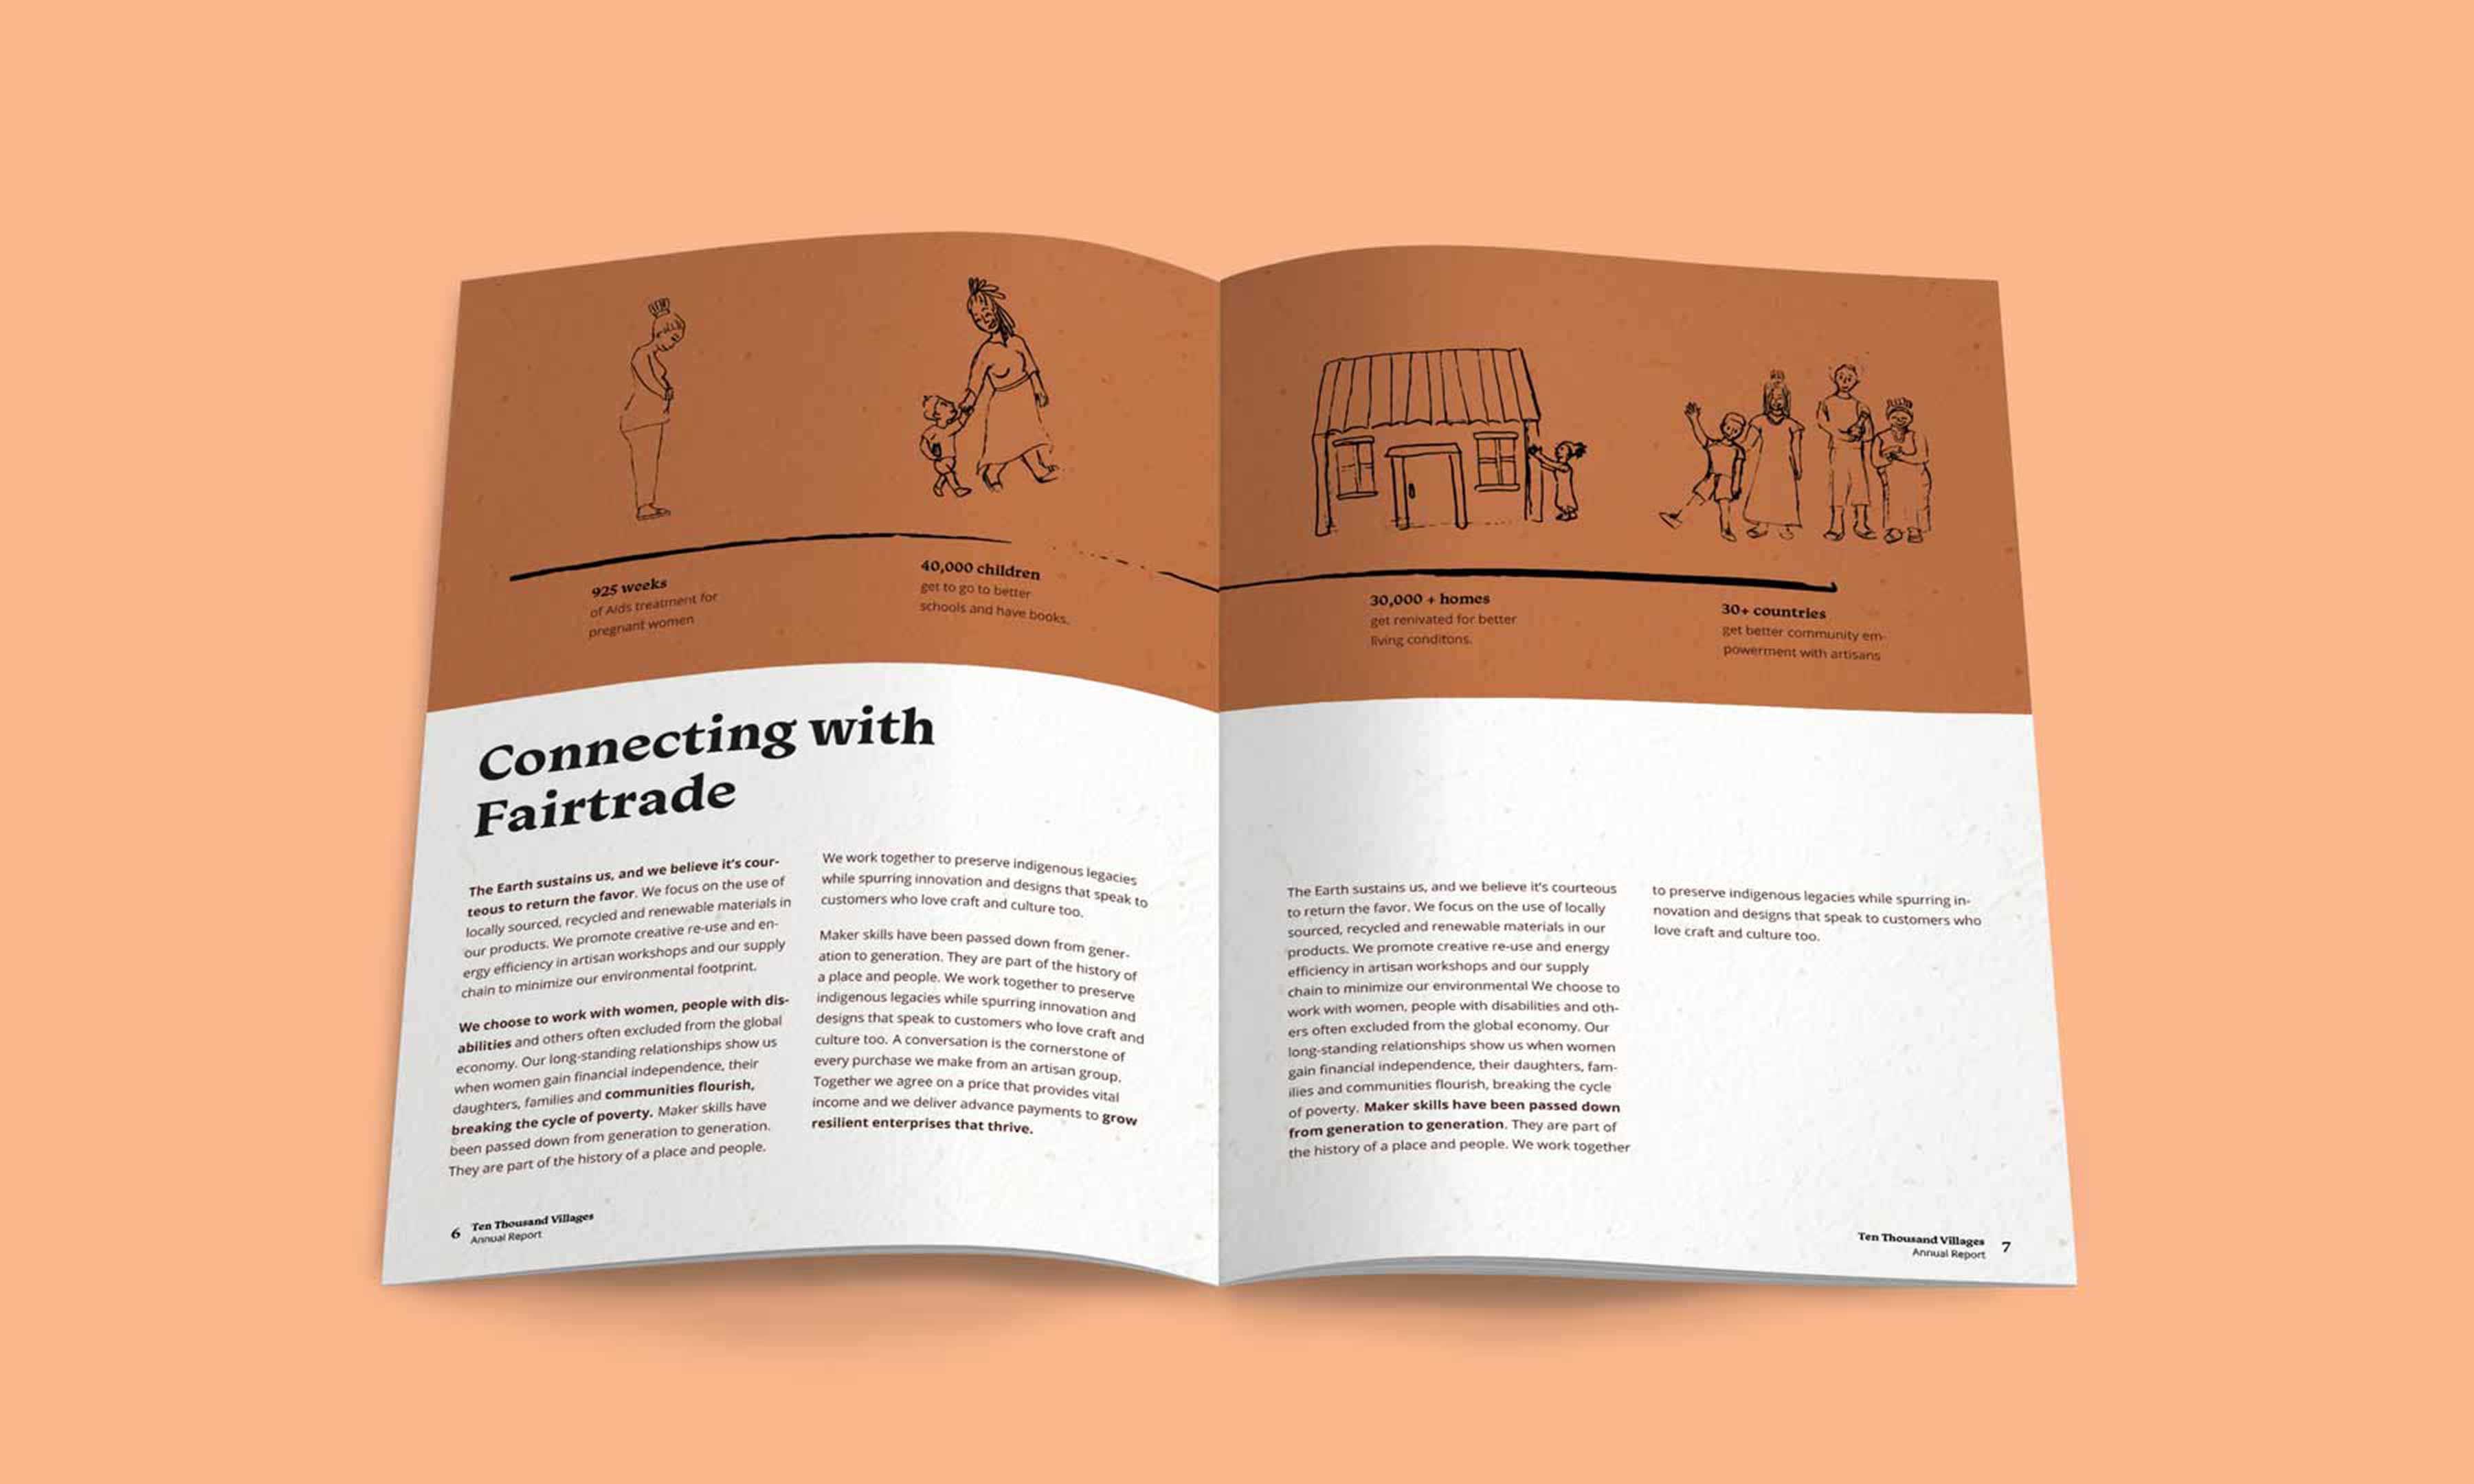 925 weeks
of Aids treatment for
pregnant women
40,000 children
get to go to better
schools and have books.
30,000 + homes
get renivated for better
living conditons.
30+ countries
get better community em-
powerment with artisans
Connecting with
Fairtrade
The Earth sustains us, and we believe it's cour-
teous to return the favor. We focus on the use of
locally sourced, recycled and renewable materials in
our products. We promote creative re-use and en-
ergy efficiency in artisan workshops and our supply
chain to minimize our environmental footprint.
We choose to work with women, people with dis-
abilities and others often excluded from the global
economy. Our long-standing relationships show us
when women gain financial independence, their
daughters, families and communities flourish,
breaking the cycle of poverty. Maker skills have
been passed down from generation to generation.
They are part of the history of a place and people.
We work together to preserve indigenous legacies
while spurring innovation and designs that speak to
customers who love craft and culture too.
Maker skills have been passed down from gener-
ation to generation. They are part of the history of
a place and people. We work together to preserve
indigenous legacies while spurring innovation and
designs that speak to customers who love craft and
culture too. A conversation is the cornerstone of
every purchase we make from an artisan group.
Together we agree on a price that provides vital
income and we deliver advance payments to grow
resilient enterprises that thrive.
6 Ten Thousand Villages
Annual Report
The Earth sustains us, and we believe it's courteous
to return the favor. We focus on the use of locally
sourced, recycled and renewable materials in our
products. We promote creative re-use and energy
efficiency in artisan workshops and our supply
chain to minimize our environmental We choose to
work with women, people with disabilities and oth-
ers often excluded from the global economy. Our
long-standing relationships show us when women
gain financial independence, their daughters, fam-
ilies and communities flourish, breaking the cycle
of poverty. Maker skills have been passed down
from generation to generation. They are part of
the history of a place and people. We work together
to preserve indigenous legacies while spurring in-
novation and designs that speak to customers who
love craft and culture too.
Ten Thousand Villages 7
Annual Report